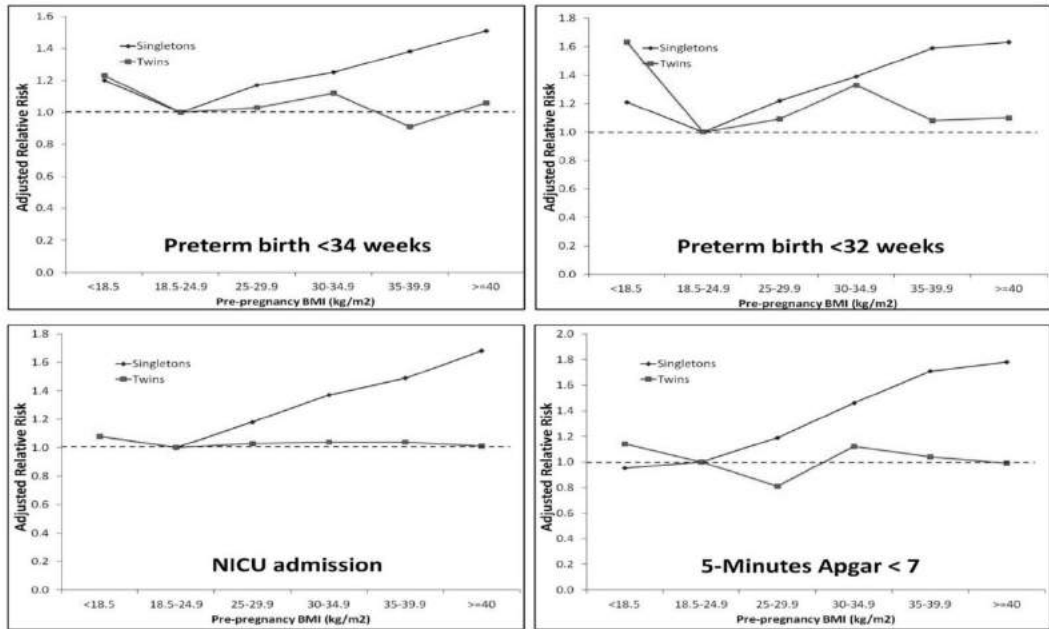 1.6
1.4
1.2
1.0
0.8
0.6
0.4
0.2
0.0
Adjusted Relative Risk
Singletons
Twins
Preterm birth <34 weeks
<18.5 18.5-24.9 25-29.9 30-34.9 35-39.9 >=40
Pre-pregnancy BMI (kg/m2)
1.8
1.6
1.4
1.2
1.0
0.8
0.6
0.4
0.2
0.0
Adjusted Relative Risk
Singletons
Twins
Preterm birth <32 weeks
<18.5 18.5-24.9 25-29.9 30-34.9 35-39.9 >=40
Pre-pregnancy BMI (kg/m2)
1.8
1.6
1.4
1.2
1.0
0.8
0.6
0.4
0.2
0.0
Adjusted Relative Risk
Singletons
Twins
NICU admission
<18.5 18.5-24.9 25-29.9 30-34.9 35-39.9 >=40
Pre-pregnancy BMI (kg/m2)
2.0
1.8
1.6
1.4
1.2
1.0
0.8
0.6
0.4
0.2
0.0
Adjusted Relative Risk
Singletons
Twins
5-Minutes Apgar < 7
<18.5 18.5-24.9 25-29.9 30-34.9 35-39.9 >=40
Pre-pregnancy BMI (kg/m2)